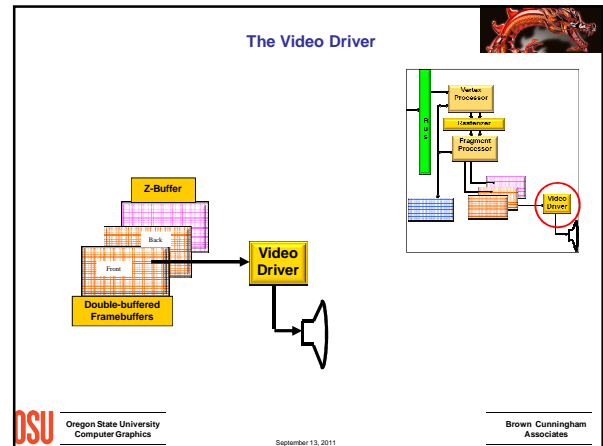 The Video Driver
Vertex
Processor
B
u
s
Rasterizer
Fragment
Processor
Video
Driver
Z-Buffer
Back
Front
Video
Driver
Double-buffered
Framebuffers
OSU
Oregon State University
Computer Graphics
September 13, 2011
Brown Cunningham
Associates